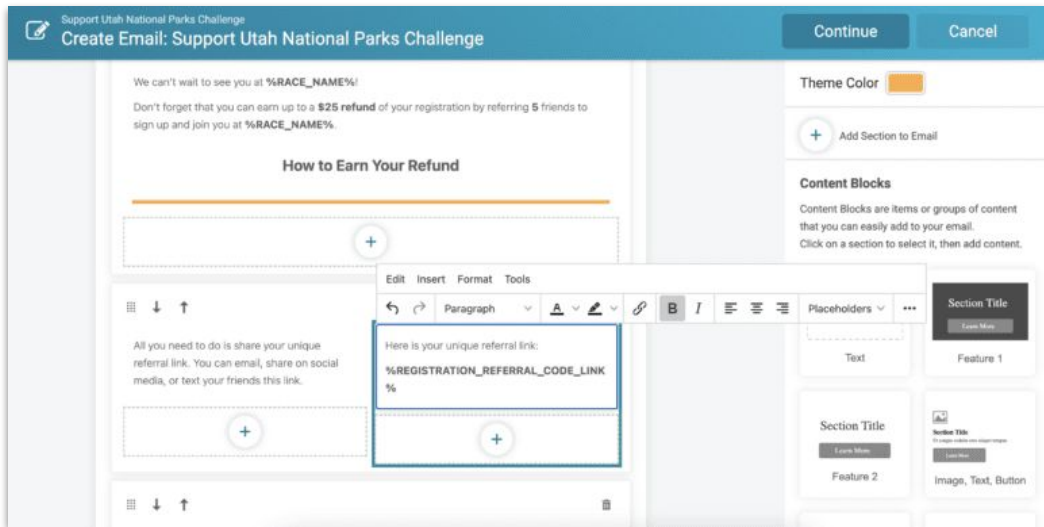 Support Utah National Parks Challenge
Create Email: Support Utah National Parks Challenge
Continue
Cancel
We can't wait to see you at %RACE_NAME%!
Don't forget that you can earn up to a $25 refund of your registration by referring 5 friends to
sign up and join you at %RACE_NAME%.
How to Earn Your Refund
Edit Insert Format Tools
Paragraph
A
B
I
Placeholders
All you need to do is share your unique
referral link. You can email, share on social
media, or text your friends this link.
Here is your unique referral link:
%REGISTRATION_REFERRAL_CODE_LINK
%
Theme Color
Add Section to Email
Content Blocks
Content Blocks are items or groups of content
that you can easily add to your email.
Click on a section to select it, then add content.
Text
Section Title
Learn More
Feature 1
Section Title
Learn More
Feature 2
Section Title
Learn More
Image, Text, Button